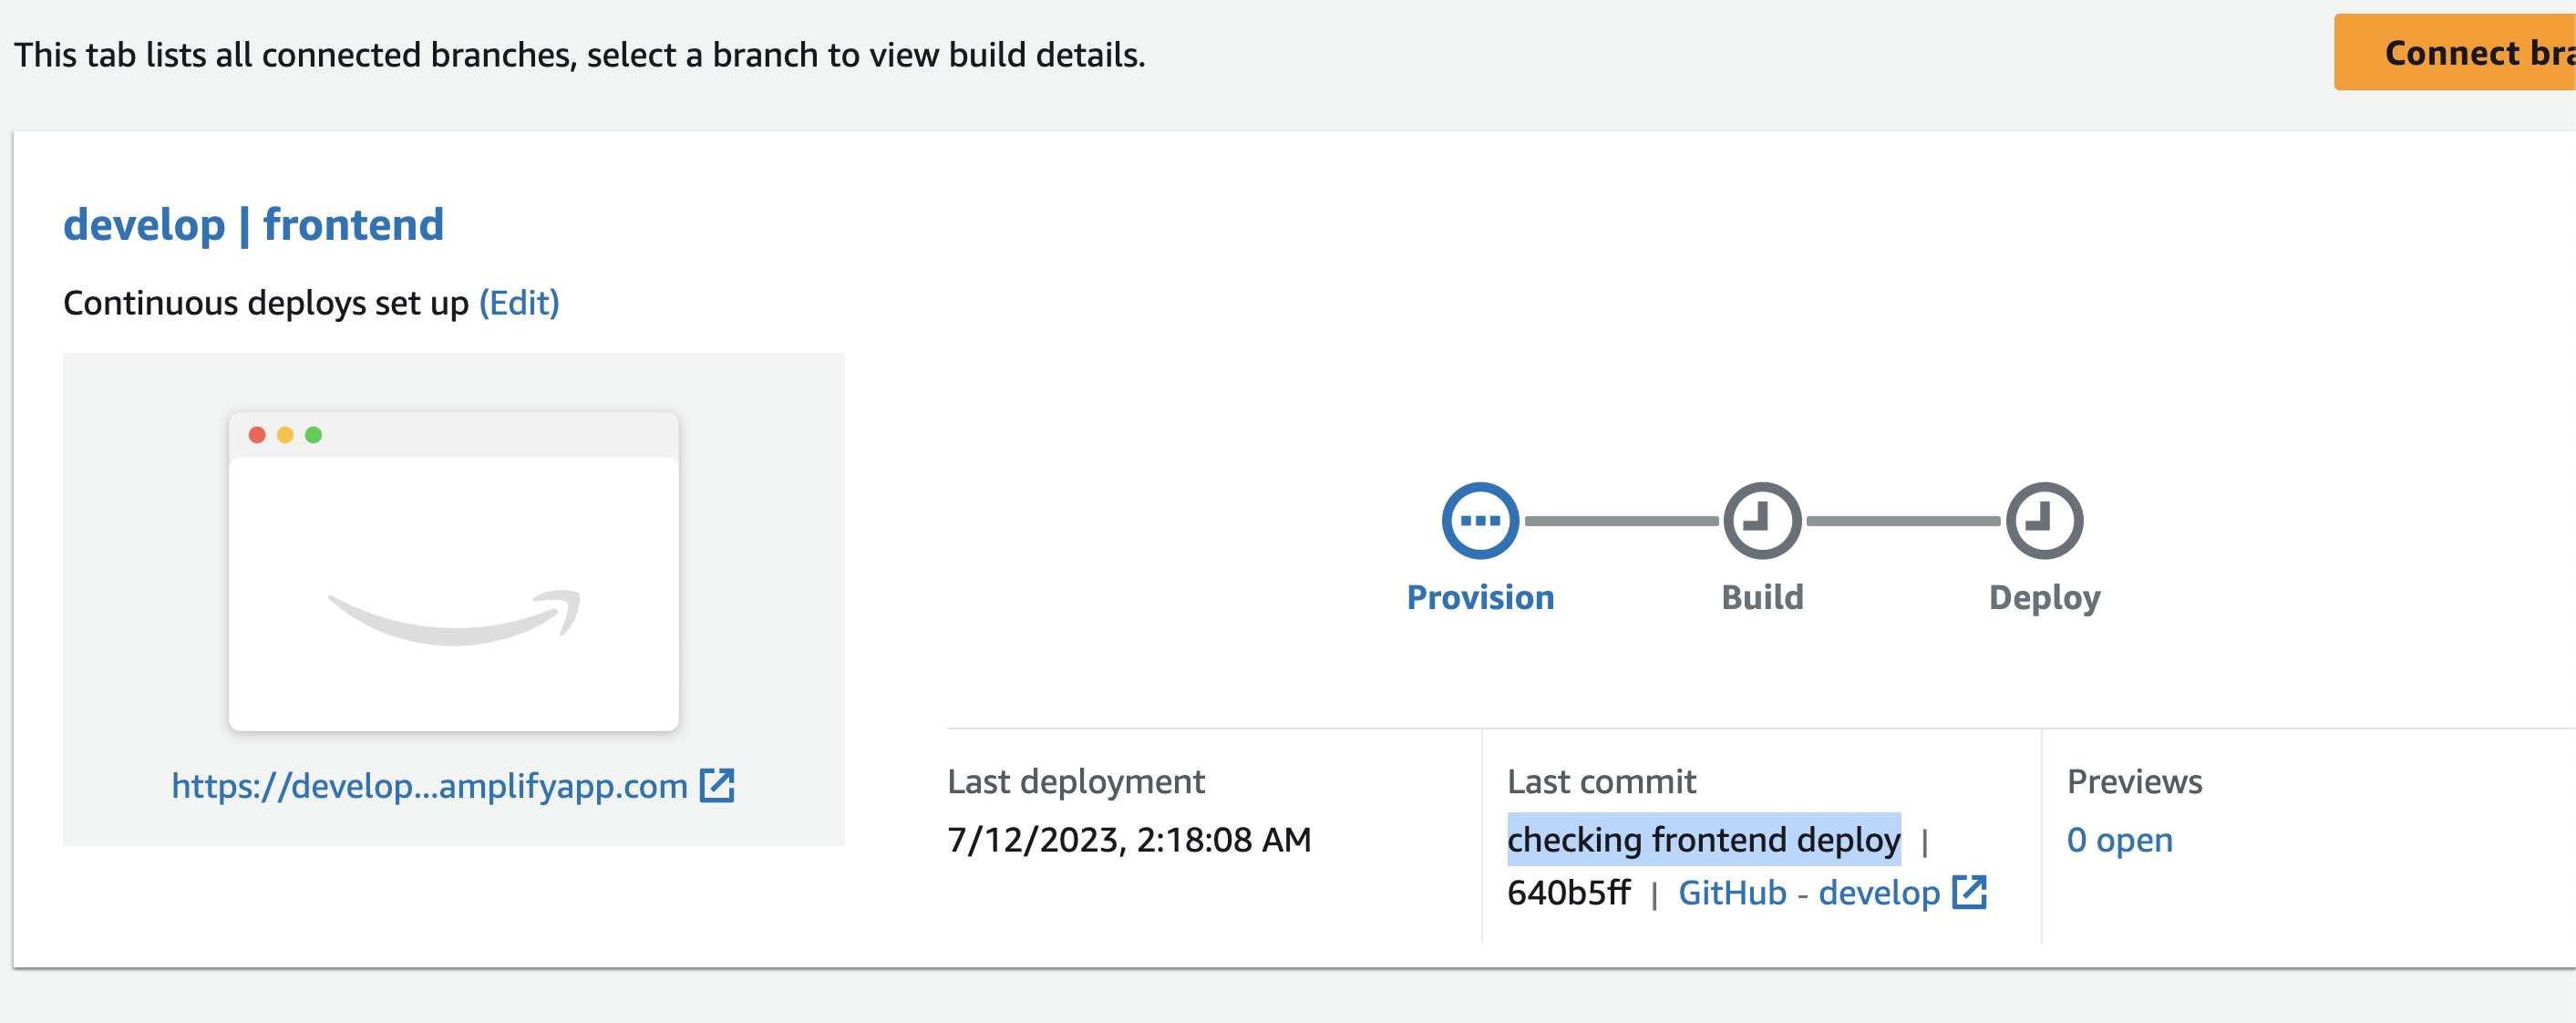 This tab lists all connected branches, select a branch to view build details.
Connect bra
develop | frontend
Continuous deploys set up (Edit)
https://develop...amplifyapp.com
Provision
Build
Deploy
Last deployment
7/12/2023, 2:18:08 AM
Last commit
checking frontend deploy |
640b5ff | GitHub - develop
Previews
0 open